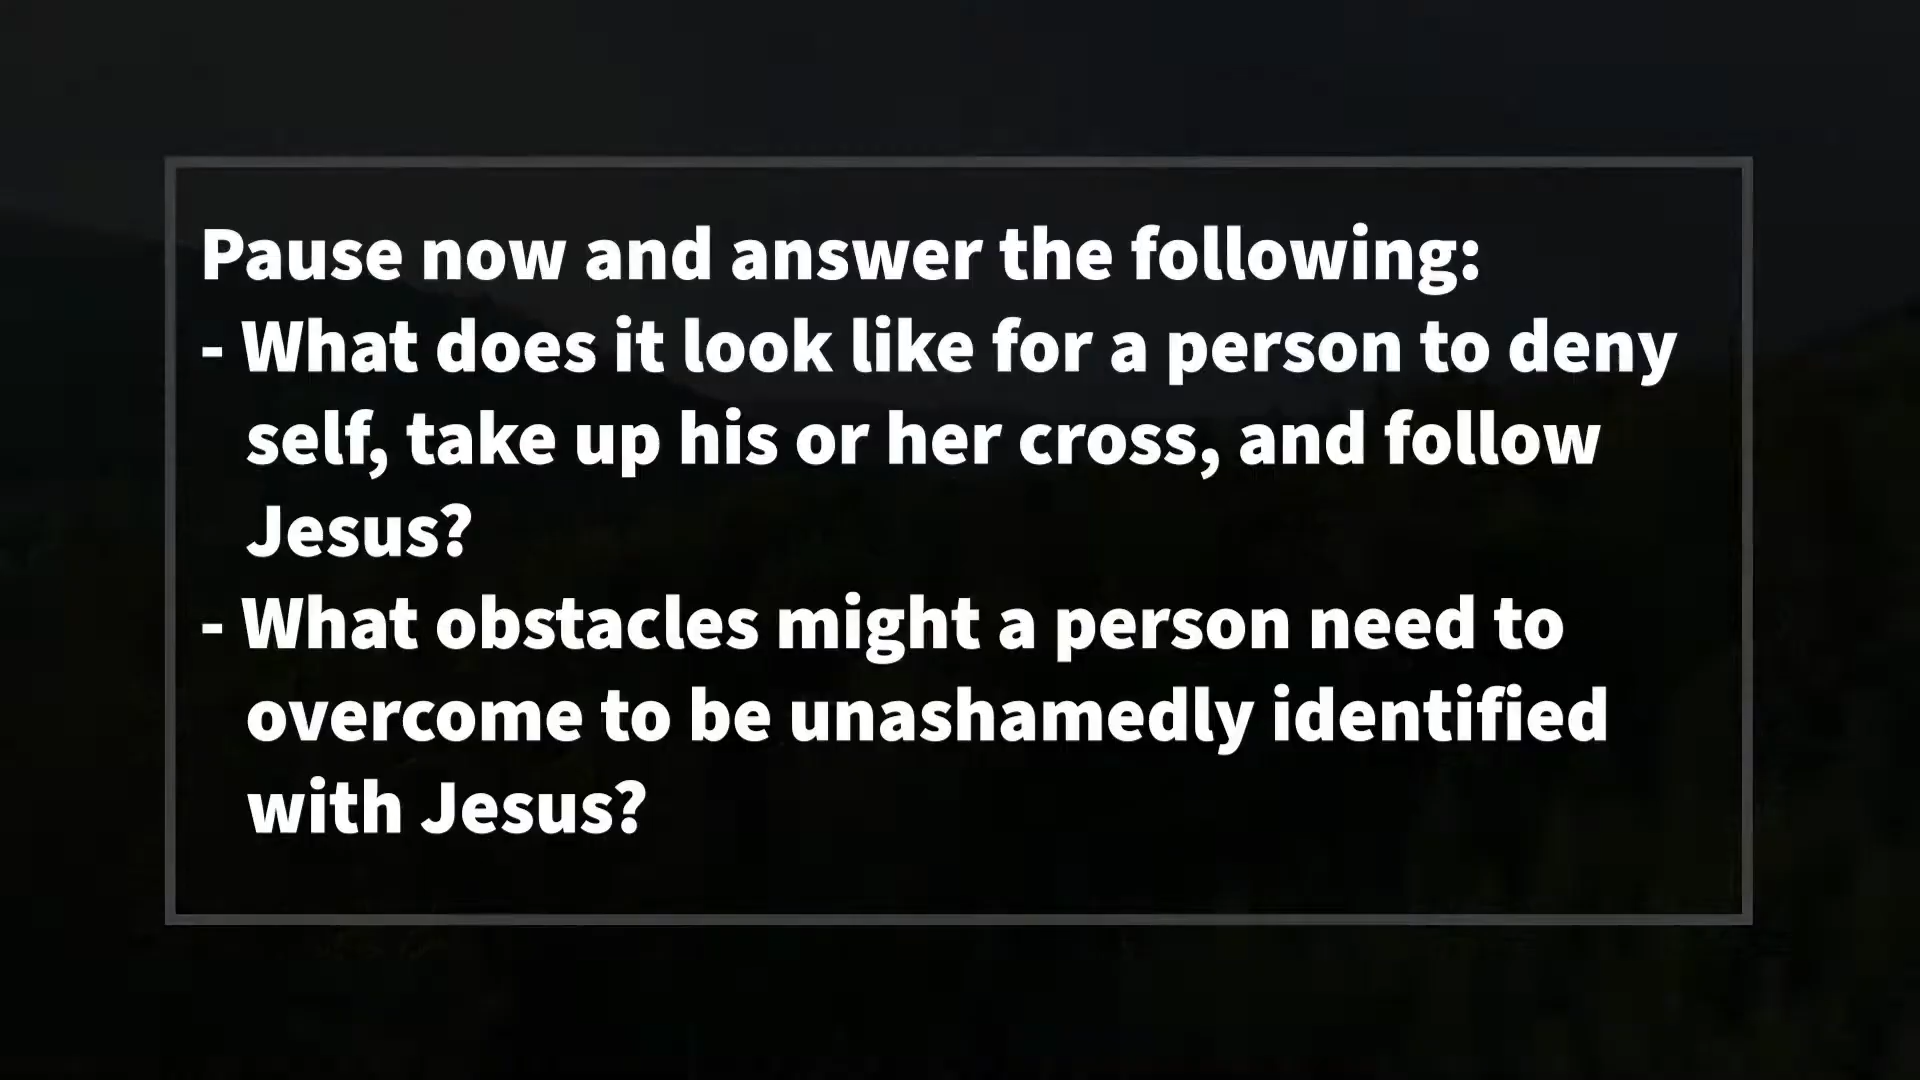 Pause now and answer the following:
- What does it look like for a person to deny
self, take up his or her cross, and follow
Jesus?
- What obstacles might a person need to
overcome to be unashamedly identified
with Jesus?